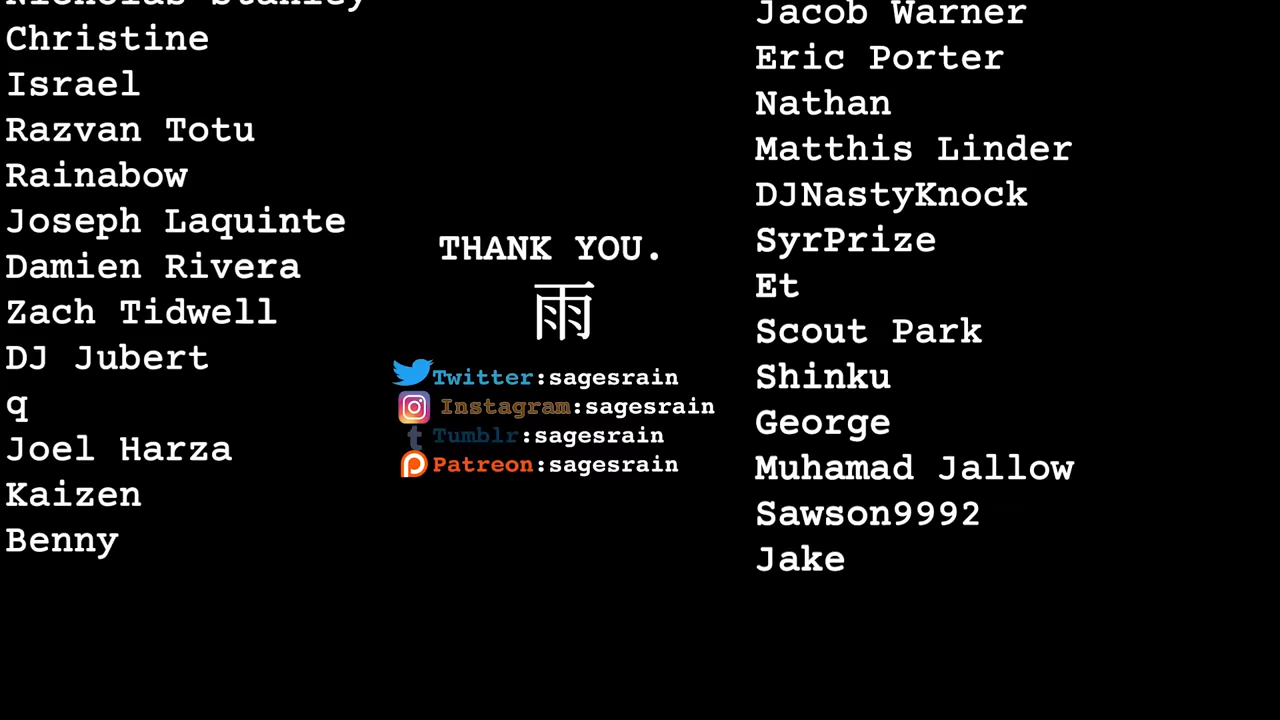 Nicholas Stanley
Christine
Israel
Razvan Totu
Rainabow
Joseph Laquinte
Damien Rivera
Zach Tidwell
DJ Jubert
q
Joel Harza
Kaizen
Benny
THANK YOU.
雨
Twitter:sagesrain
Instagram:sagesrain
Tumblr:sagesrain
Patreon:sagesrain
Jacob Warner
Eric Porter
Nathan
Matthis Linder
DJNastyKnock
SyrPrize
Et
Scout Park
Shinku
George
Muhamad Jallow
Sawson9992
Jake